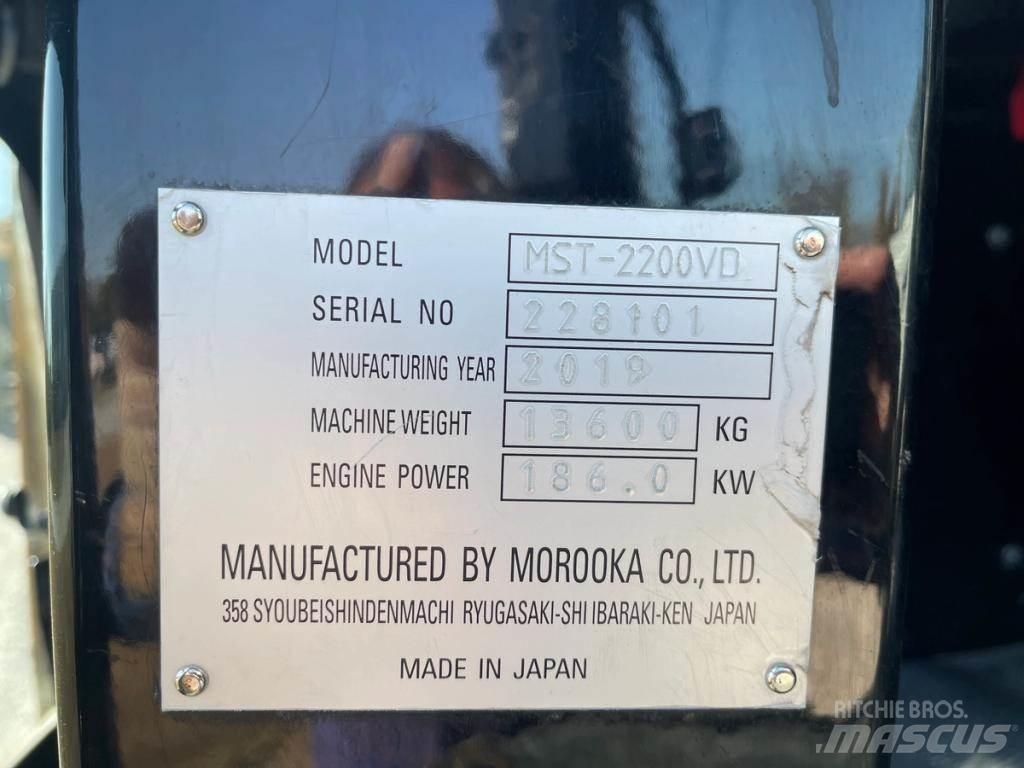 MODEL MST-2200VD
SERIAL NO 228101
MANUFACTURING YEAR 2019
MACHINE WEIGHT 13600 KG
ENGINE POWER 186.0 KW
MANUFACTURED BY MOROOKA CO., LTD.
358 SYOUBEISHINDENMACHI RYUGASAKI-SHI IBARAKI-KEN JAPAN
MADE IN JAPAN
RITCHIE BROS.
MASCUS